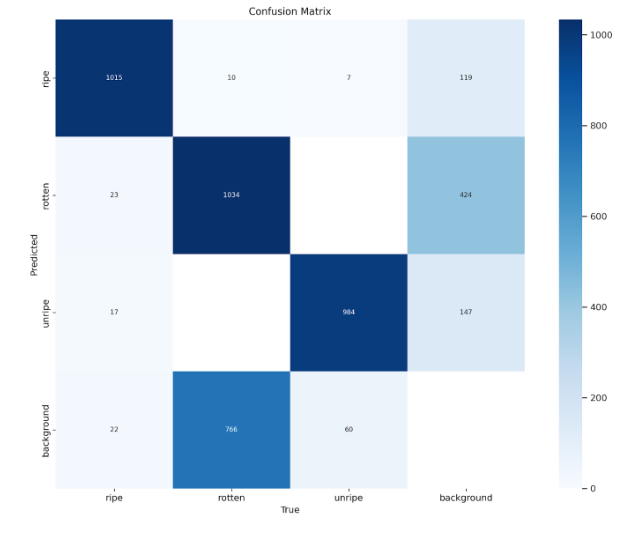 Confusion Matrix
ripe
1015
10
7
119
rotten
23
1034
424
unripe
17
984
147
background
22
766
60
ripe
rotten
unripe
background
True
Predicted
1000
800
600
400
200
0